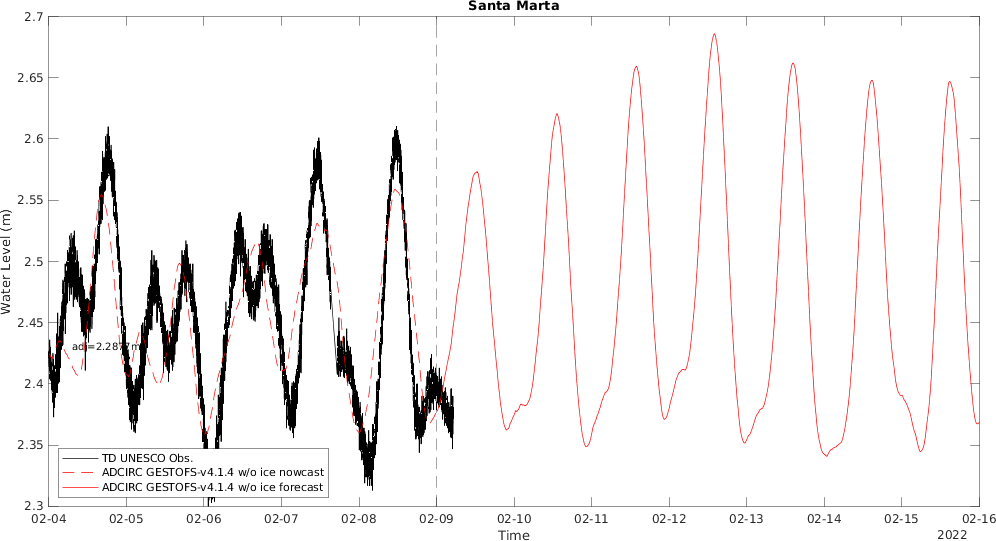 Santa Marta
2.7
2.65
2.6
2.55
2.5
2.45
2.4
2.35
2.3
Water Level (m)
adj=2.2877m
TD UNESCO Obs.
ADCIRC GESTOFS-v4.1.4 w/o ice nowcast
ADCIRC GESTOFS-v4.1.4 w/o ice forecast
02-04 02-05 02-06 02-07 02-08 02-09 02-10 02-11 02-12 02-13 02-14 02-15 02-16
Time
2022